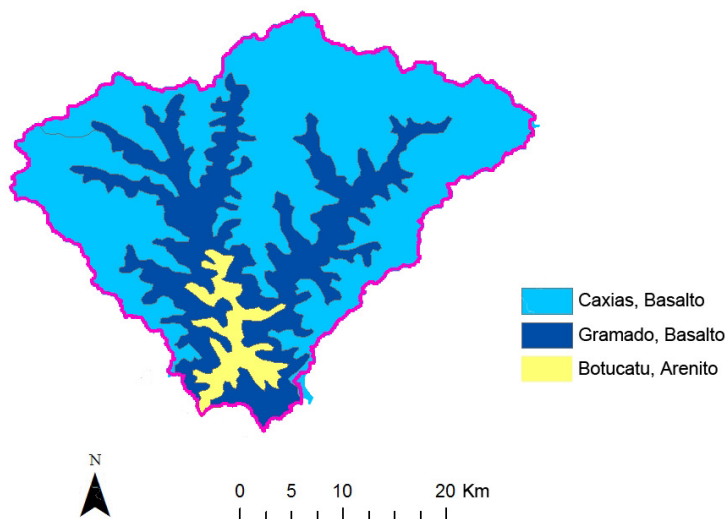 Caxias, Basalto
Gramado, Basalto
Botucatu, Arenito
N
0 5 10 20 Km